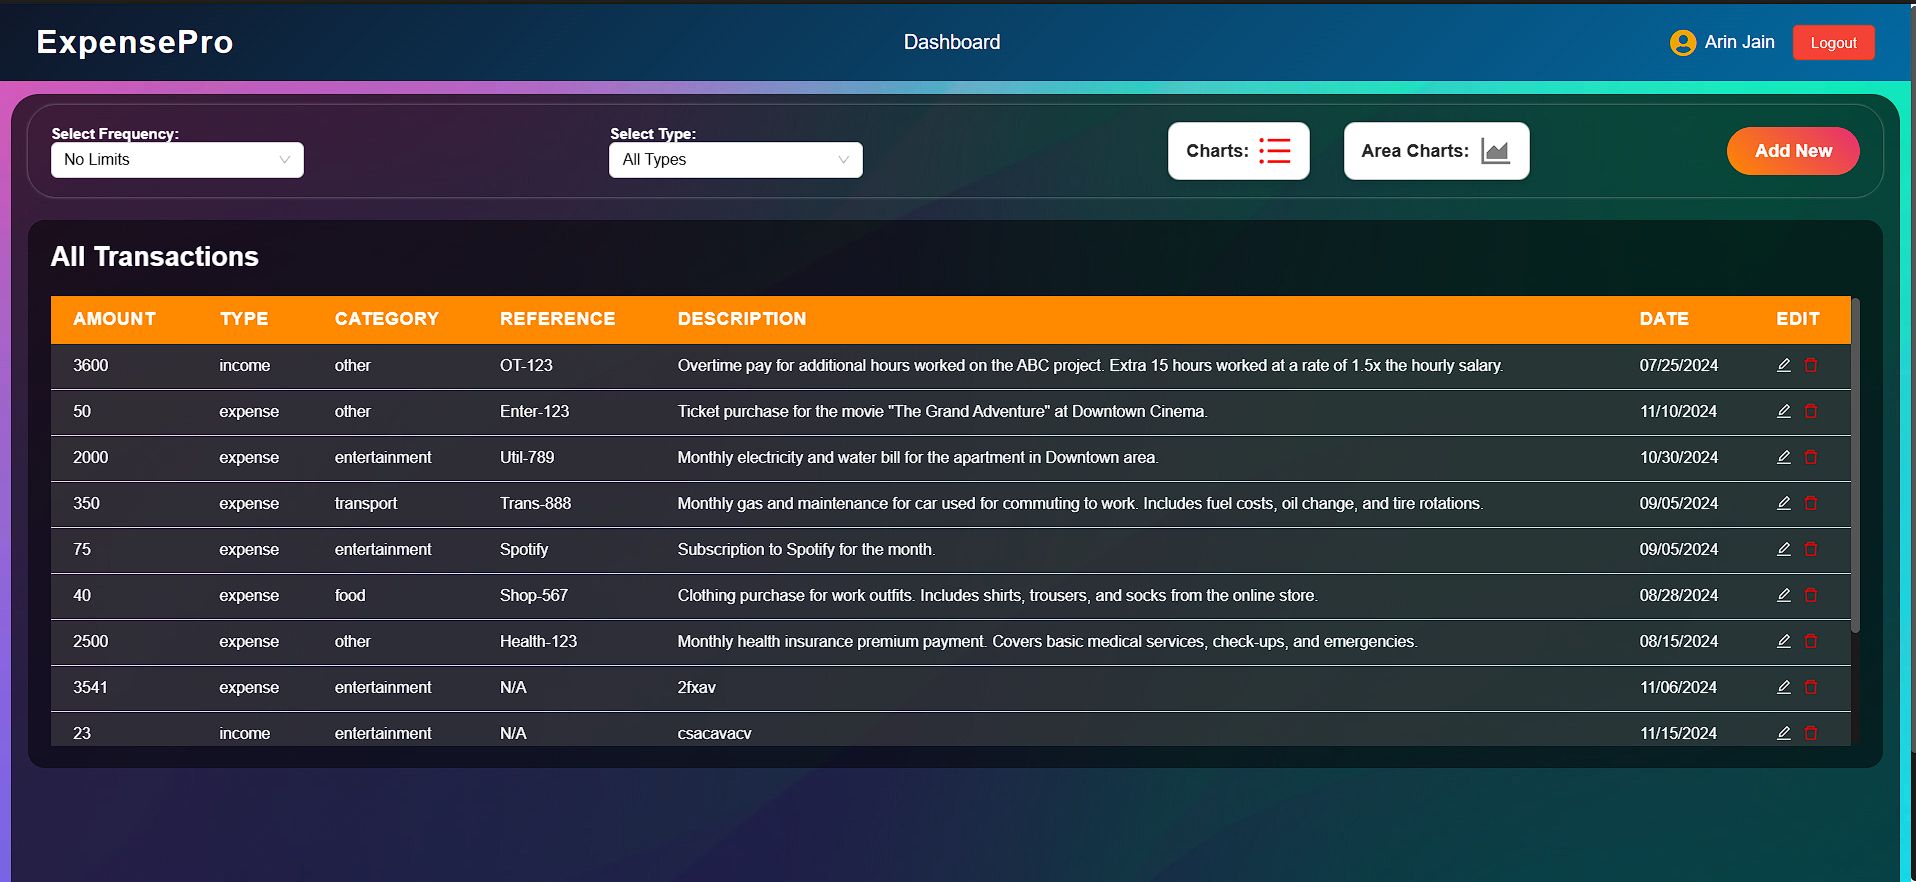 ExpensePro Dashboard Arin Jain Logout
Select Frequency: Select Type:
No Limits All Types Charts: Area Charts: Add New
All Transactions
AMOUNT TYPE CATEGORY REFERENCE DESCRIPTION DATE EDIT
3600 income other OT-123 Overtime pay for additional hours worked on the ABC project. Extra 15 hours worked at a rate of 1.5x the hourly salary. 07/25/2024
50 expense other Enter-123 Ticket purchase for the movie "The Grand Adventure" at Downtown Cinema. 11/10/2024
2000 expense entertainment Util-789 Monthly electricity and water bill for the apartment in Downtown area. 10/30/2024
350 expense transport Trans-888 Monthly gas and maintenance for car used for commuting to work. Includes fuel costs, oil change, and tire rotations. 09/05/2024
75 expense entertainment Spotify Subscription to Spotify for the month. 09/05/2024
40 expense food Shop-567 Clothing purchase for work outfits. Includes shirts, trousers, and socks from the online store. 08/28/2024
2500 expense other Health-123 Monthly health insurance premium payment. Covers basic medical services, check-ups, and emergencies. 08/15/2024
3541 expense entertainment N/A 2fxav 11/06/2024
23 income entertainment N/A csacavacv 11/15/2024